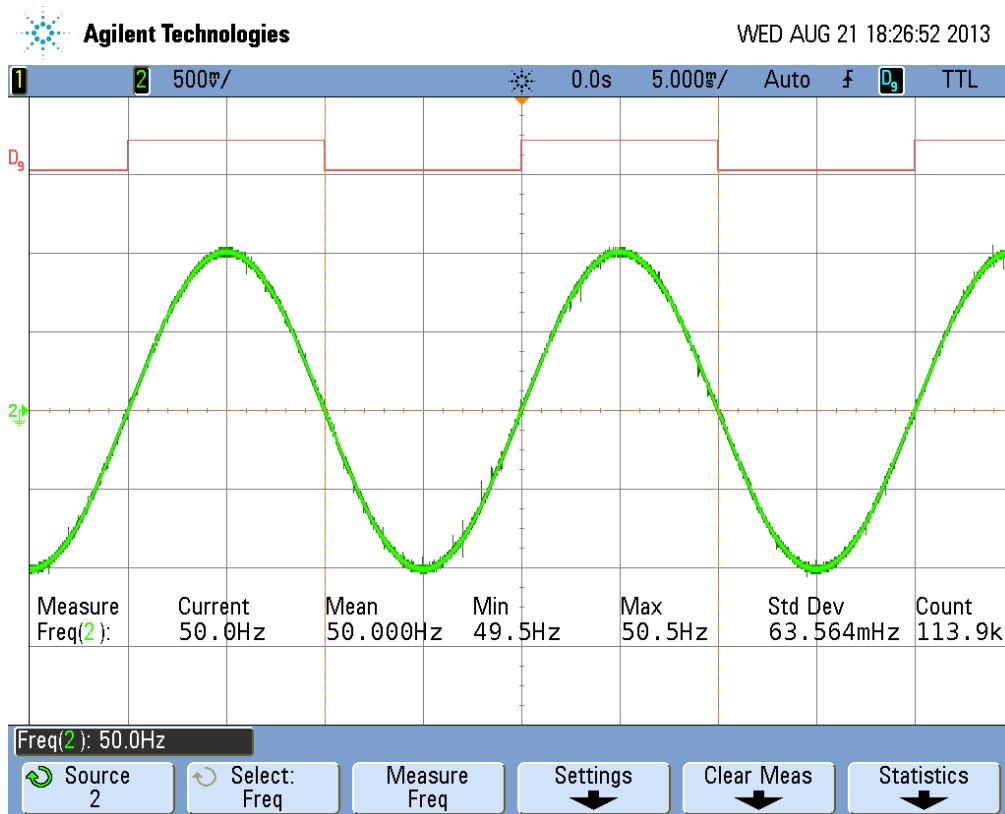 Agilent Technologies WED AUG 21 18:26:52 2013
1 2 500mV/ 0.0s 5.000ms/ Auto D9 TTL
D9
2
Measure Current Mean Min Max Std Dev Count
Freq(2): 50.0Hz 50.000Hz 49.5Hz 50.5Hz 63.564mHz 113.9k
Freq(2): 50.0Hz
Source Select: Measure Settings Clear Meas Statistics
2 Freq Freq